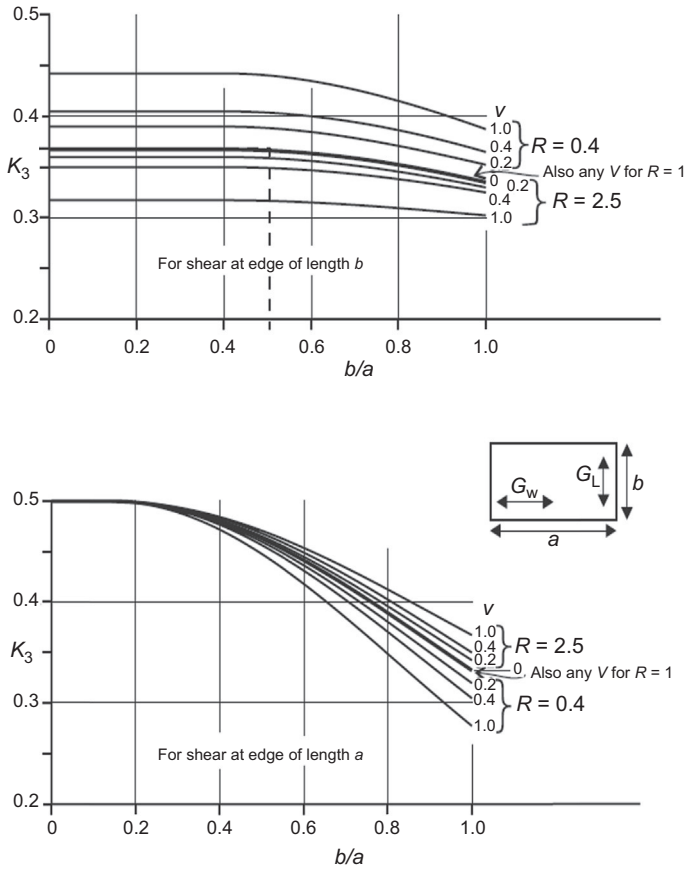 0.5
0.4
K3
0.3
0.2
v
1.0
0.4
0.2
R = 0.4
0
Also any V for R = 1
0.2
0.4
R = 2.5
1.0
For shear at edge of length b
0 0.2 0.4 0.6 0.8 1.0
b/a
GL
b
Gw
a
0.5
0.4
K3
0.3
0.2
v
1.0
0.4
R = 2.5
0.2
0
Also any V for R = 1
0.2
0.4
R = 0.4
1.0
For shear at edge of length a
0 0.2 0.4 0.6 0.8 1.0
b/a